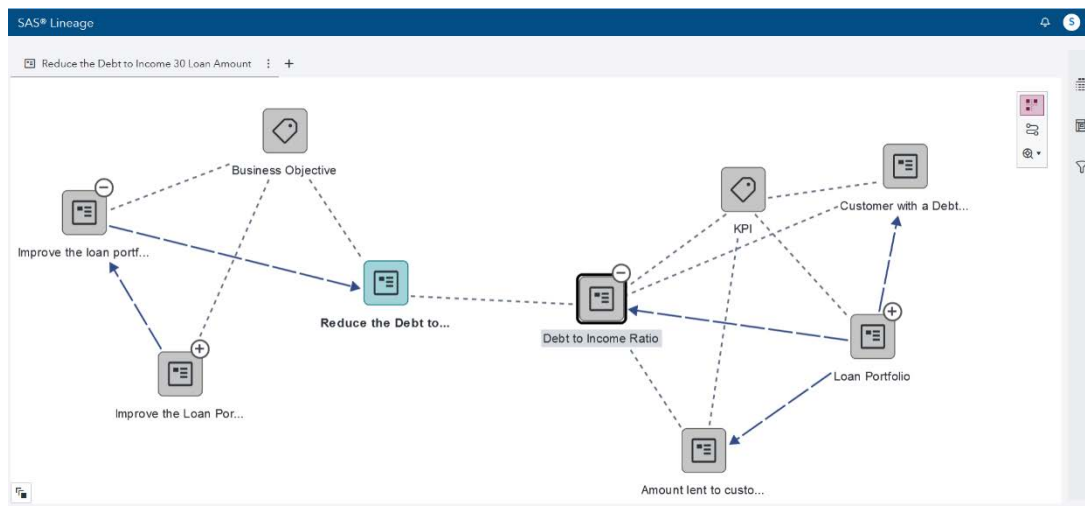 SAS® Lineage
S
Reduce the Debt to Income 30 Loan Amount
Business Objective
Customer with a Debt...
KPI
Improve the loan portf...
Reduce the Debt to...
Debt to Income Ratio
Loan Portfolio
Improve the Loan Por...
Amount lent to custo...